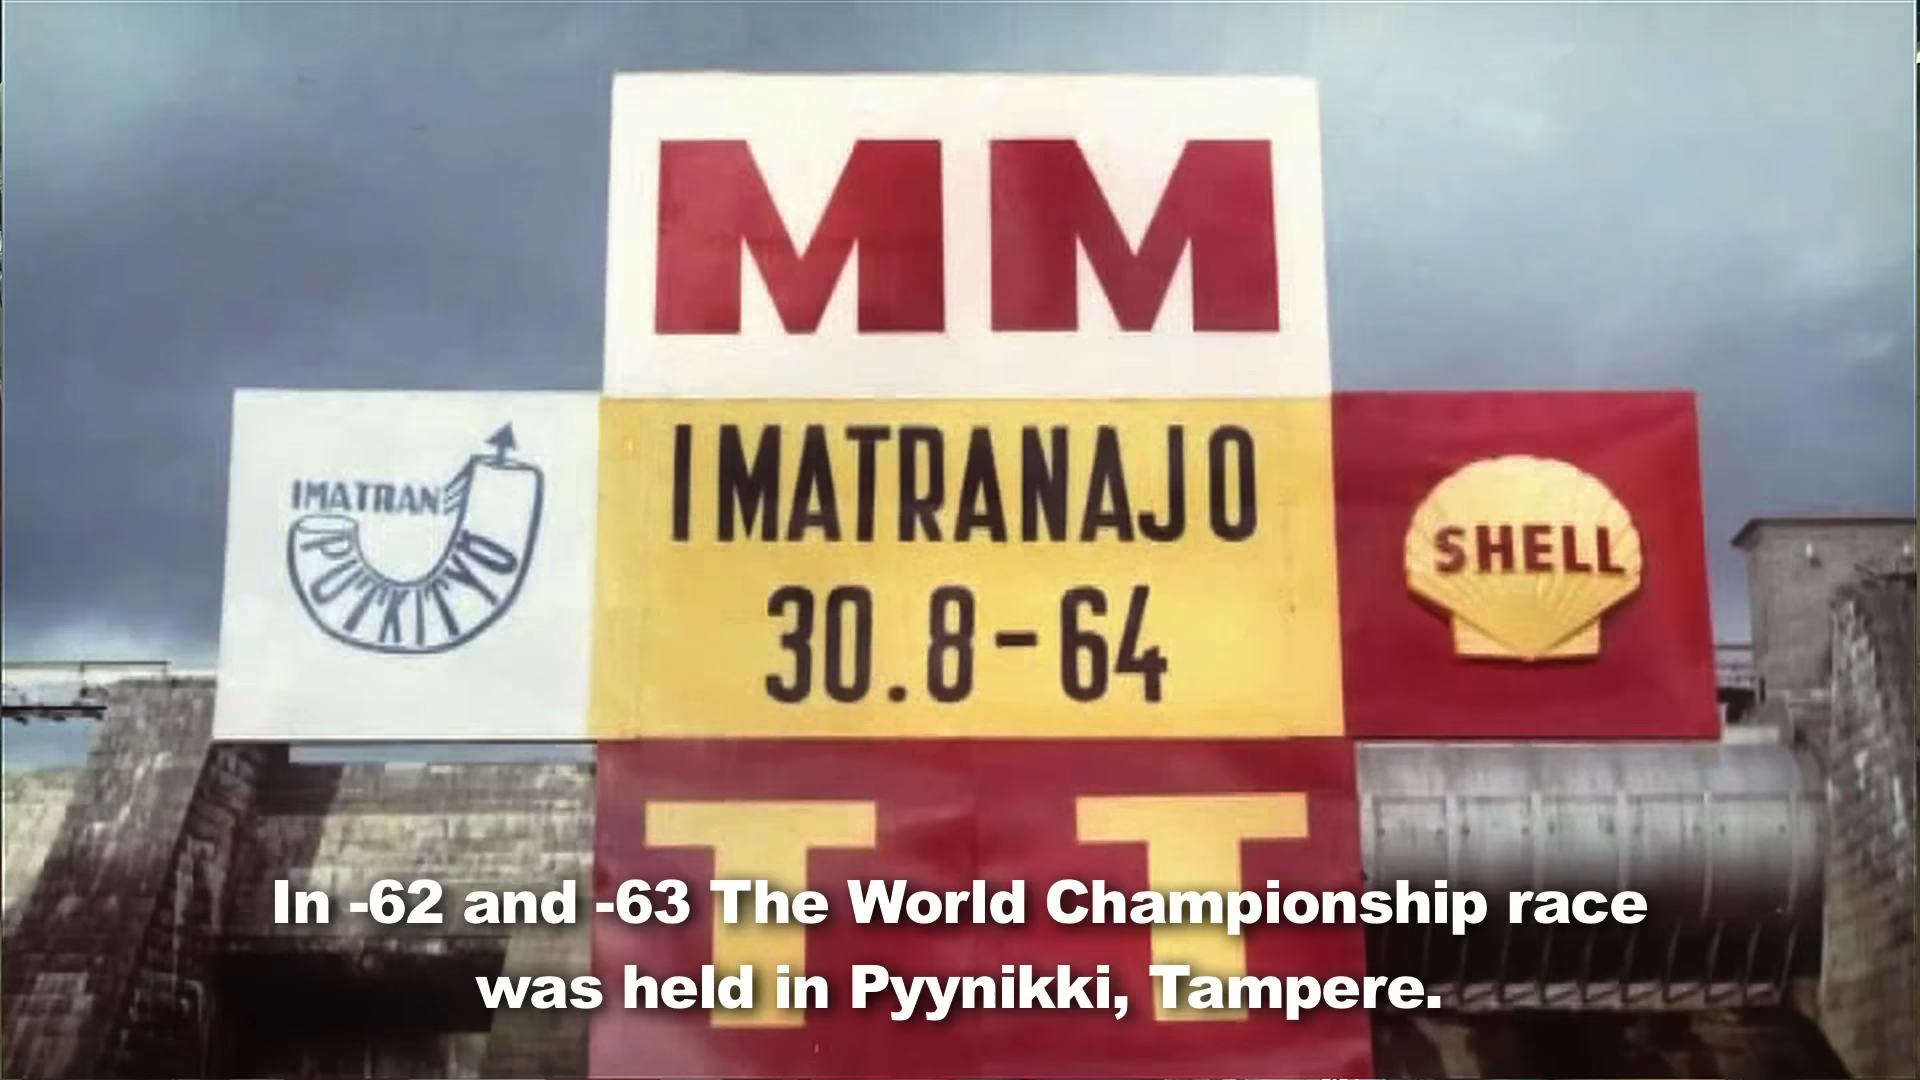 MM
IMATRAN
PUTKITYÖ
IMATRANAJO
30.8-64
SHELL
TT
In -62 and -63 The World Championship race
was held in Pyynikki, Tampere.